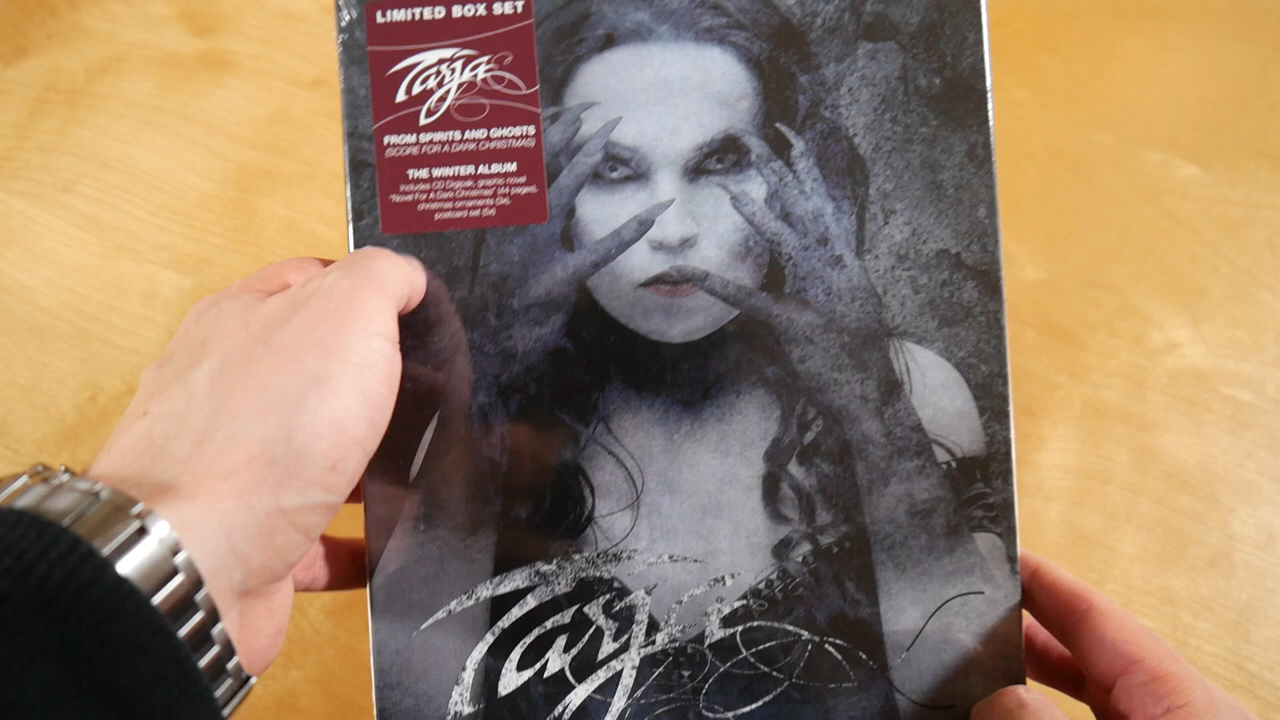 LIMITED BOX SET
Tarja
FROM SPIRITS AND GHOSTS
(SCORE FOR A DARK CHRISTMAS)
THE WINTER ALBUM
Includes CD Digipak, graphic novel
"Novel For A Dark Christmas" (44 pages),
christmas ornaments (3x),
postcard set (5x)
Tarja